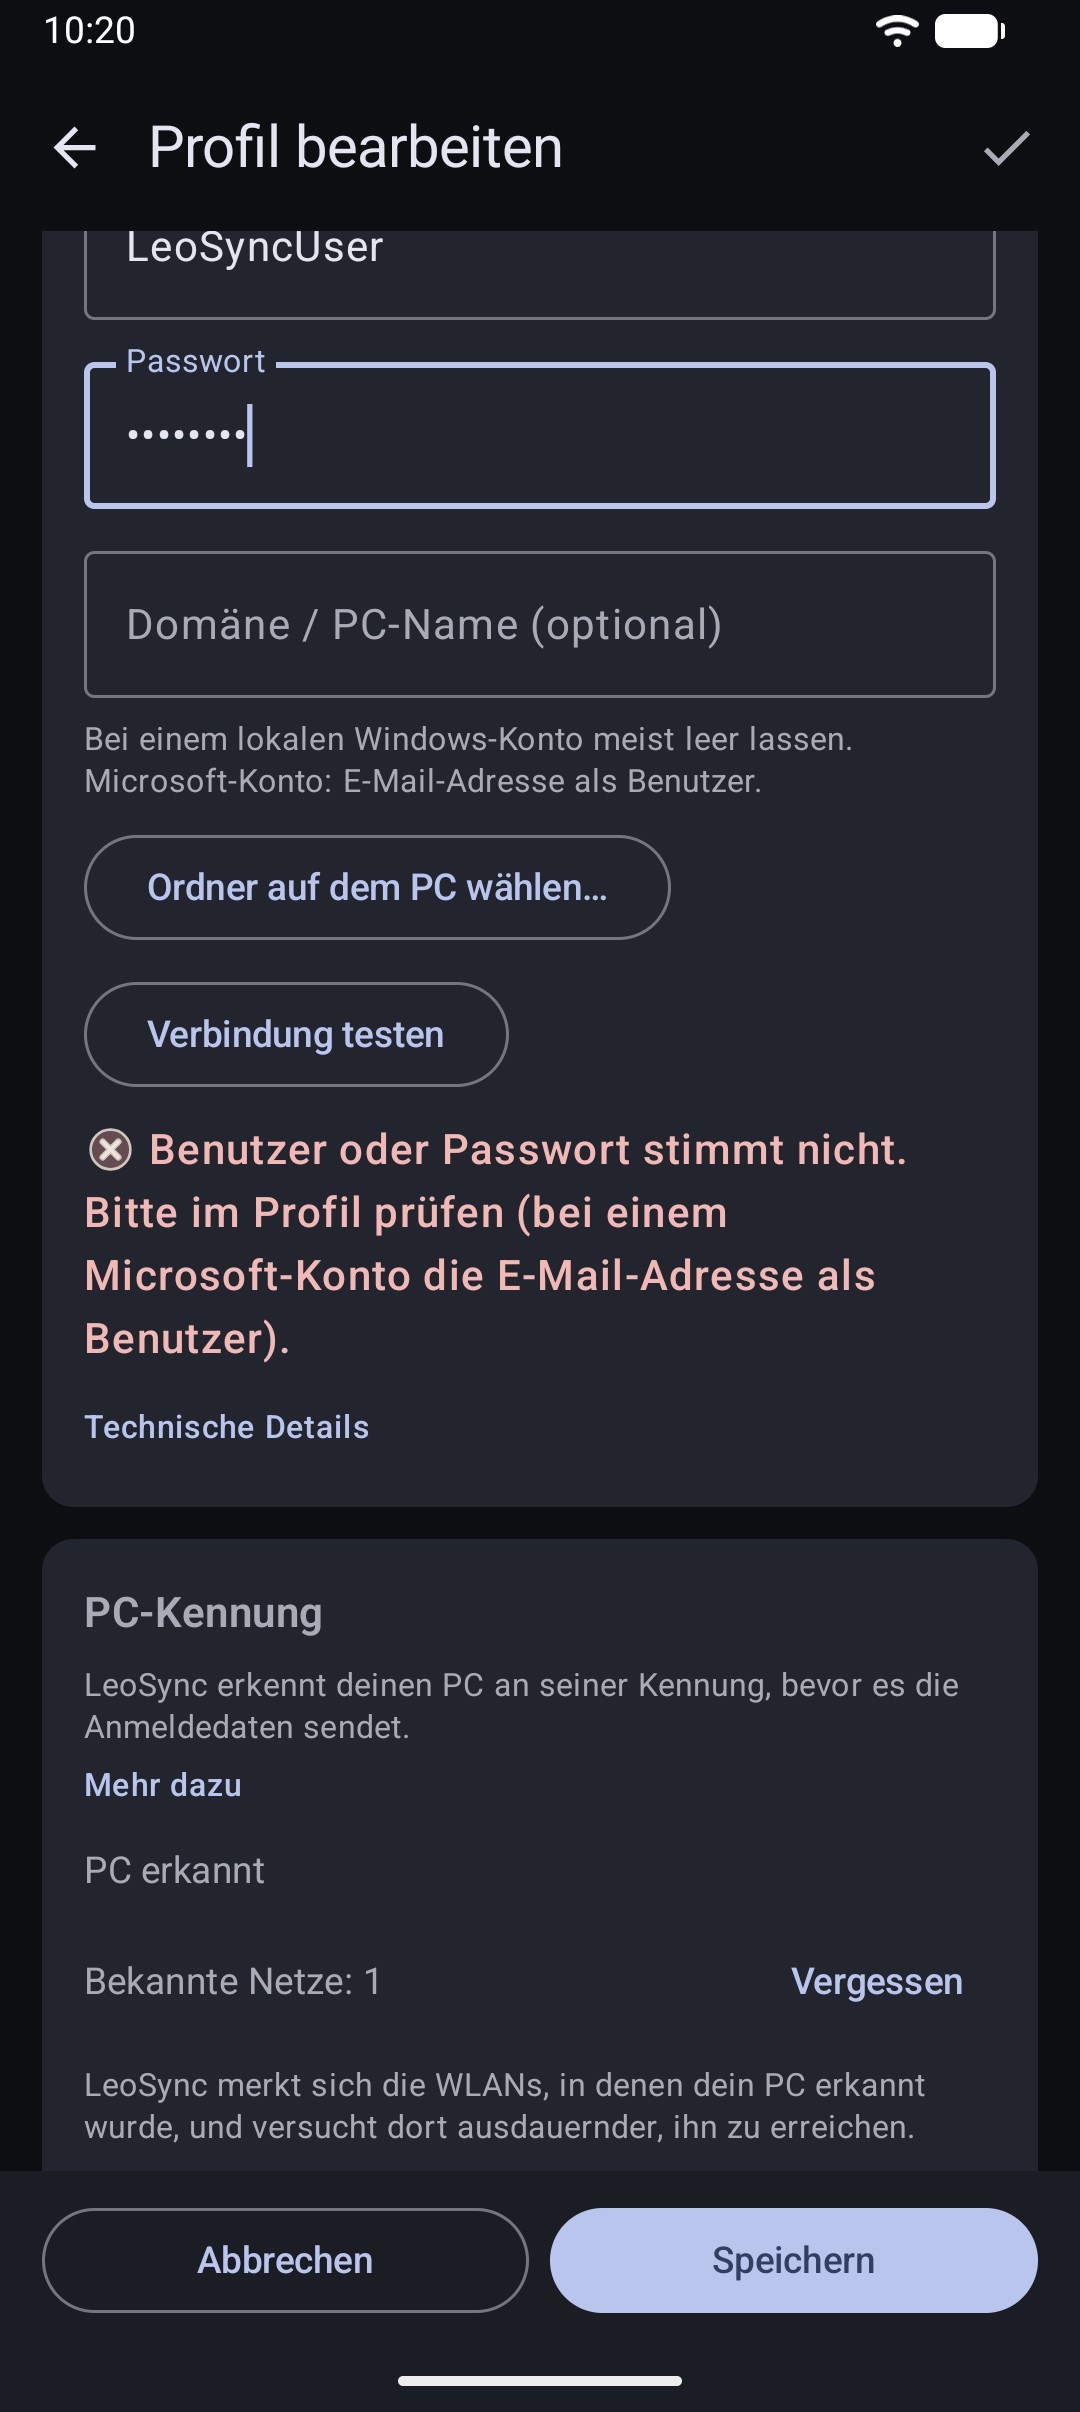 10:20
Profil bearbeiten
LeoSyncUser
Passwort
••••••••
Domäne / PC-Name (optional)
Bei einem lokalen Windows-Konto meist leer lassen.
Microsoft-Konto: E-Mail-Adresse als Benutzer.
Ordner auf dem PC wählen…
Verbindung testen
Benutzer oder Passwort stimmt nicht.
Bitte im Profil prüfen (bei einem
Microsoft-Konto die E-Mail-Adresse als
Benutzer).
Technische Details
PC-Kennung
LeoSync erkennt deinen PC an seiner Kennung, bevor es die
Anmeldedaten sendet.
Mehr dazu
PC erkannt
Bekannte Netze: 1
Vergessen
LeoSync merkt sich die WLANs, in denen dein PC erkannt
wurde, und versucht dort ausdauernder, ihn zu erreichen.
Abbrechen
Speichern